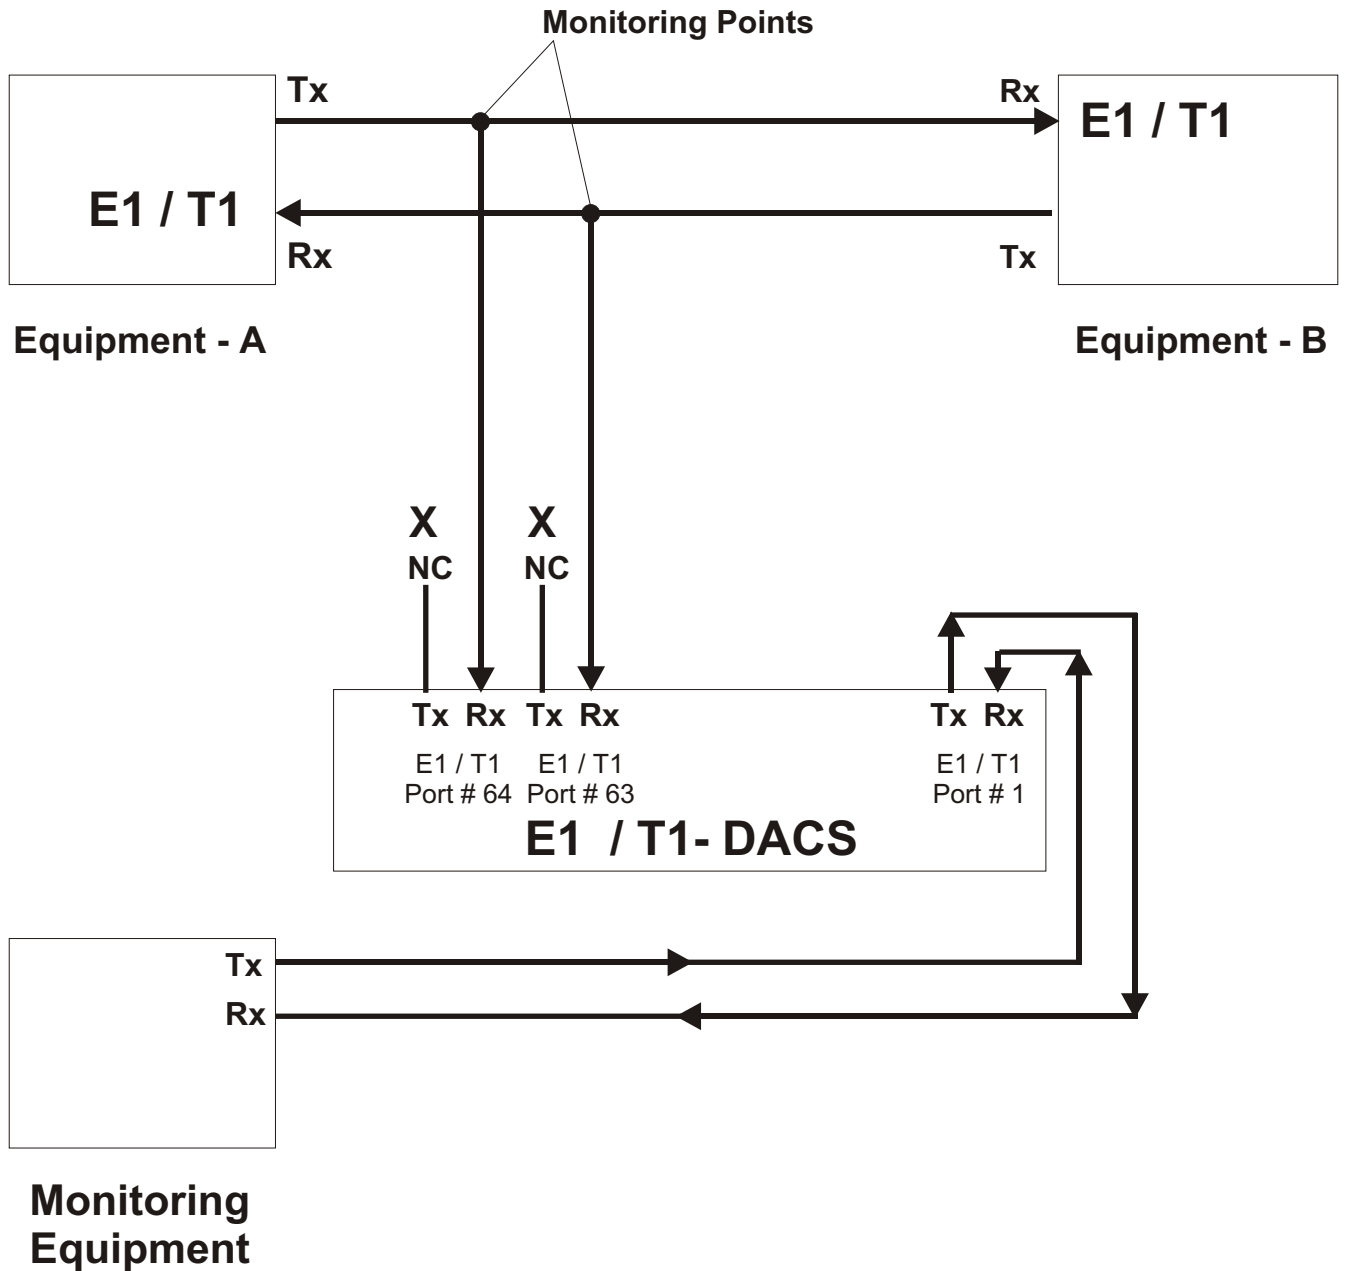 Monitoring Points
Tx
Rx
E1 / T1
E1 / T1
Rx
Tx
Equipment - A
Equipment - B
X
X
NC
NC
Tx Rx Tx Rx
Tx Rx
E1 / T1
E1 / T1
E1 / T1
Port # 64
Port # 63
Port # 1
E1 / T1- DACS
Tx
Rx
Monitoring
Equipment